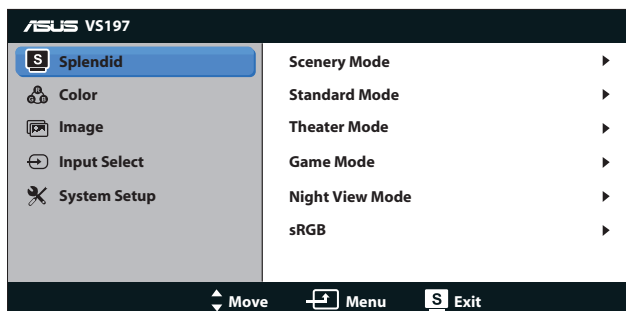 ASUS VS197
S Splendid
R G B Color
Image
Input Select
System Setup
Scenery Mode
Standard Mode
Theater Mode
Game Mode
Night View Mode
sRGB
Move Menu S Exit